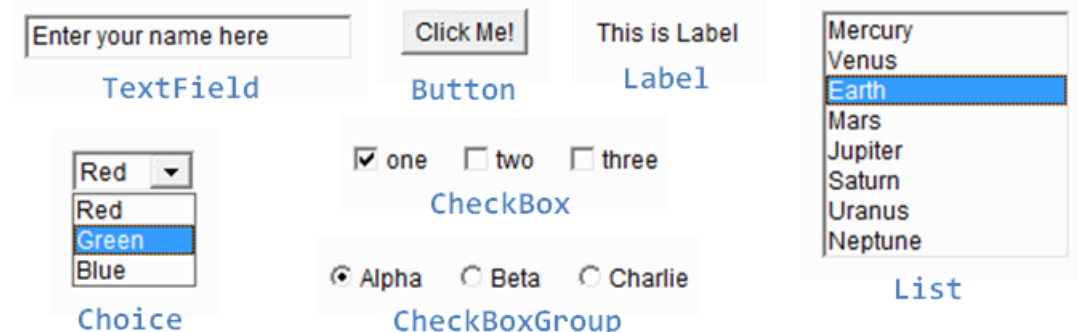 Enter your name here
TextField
Click Me!
Button
This is Label
Label
Mercury
Venus
Earth
Mars
Jupiter
Saturn
Uranus
Neptune
List
Red
Red
Green
Blue
Choice
one two three
CheckBox
Alpha Beta Charlie
CheckBoxGroup